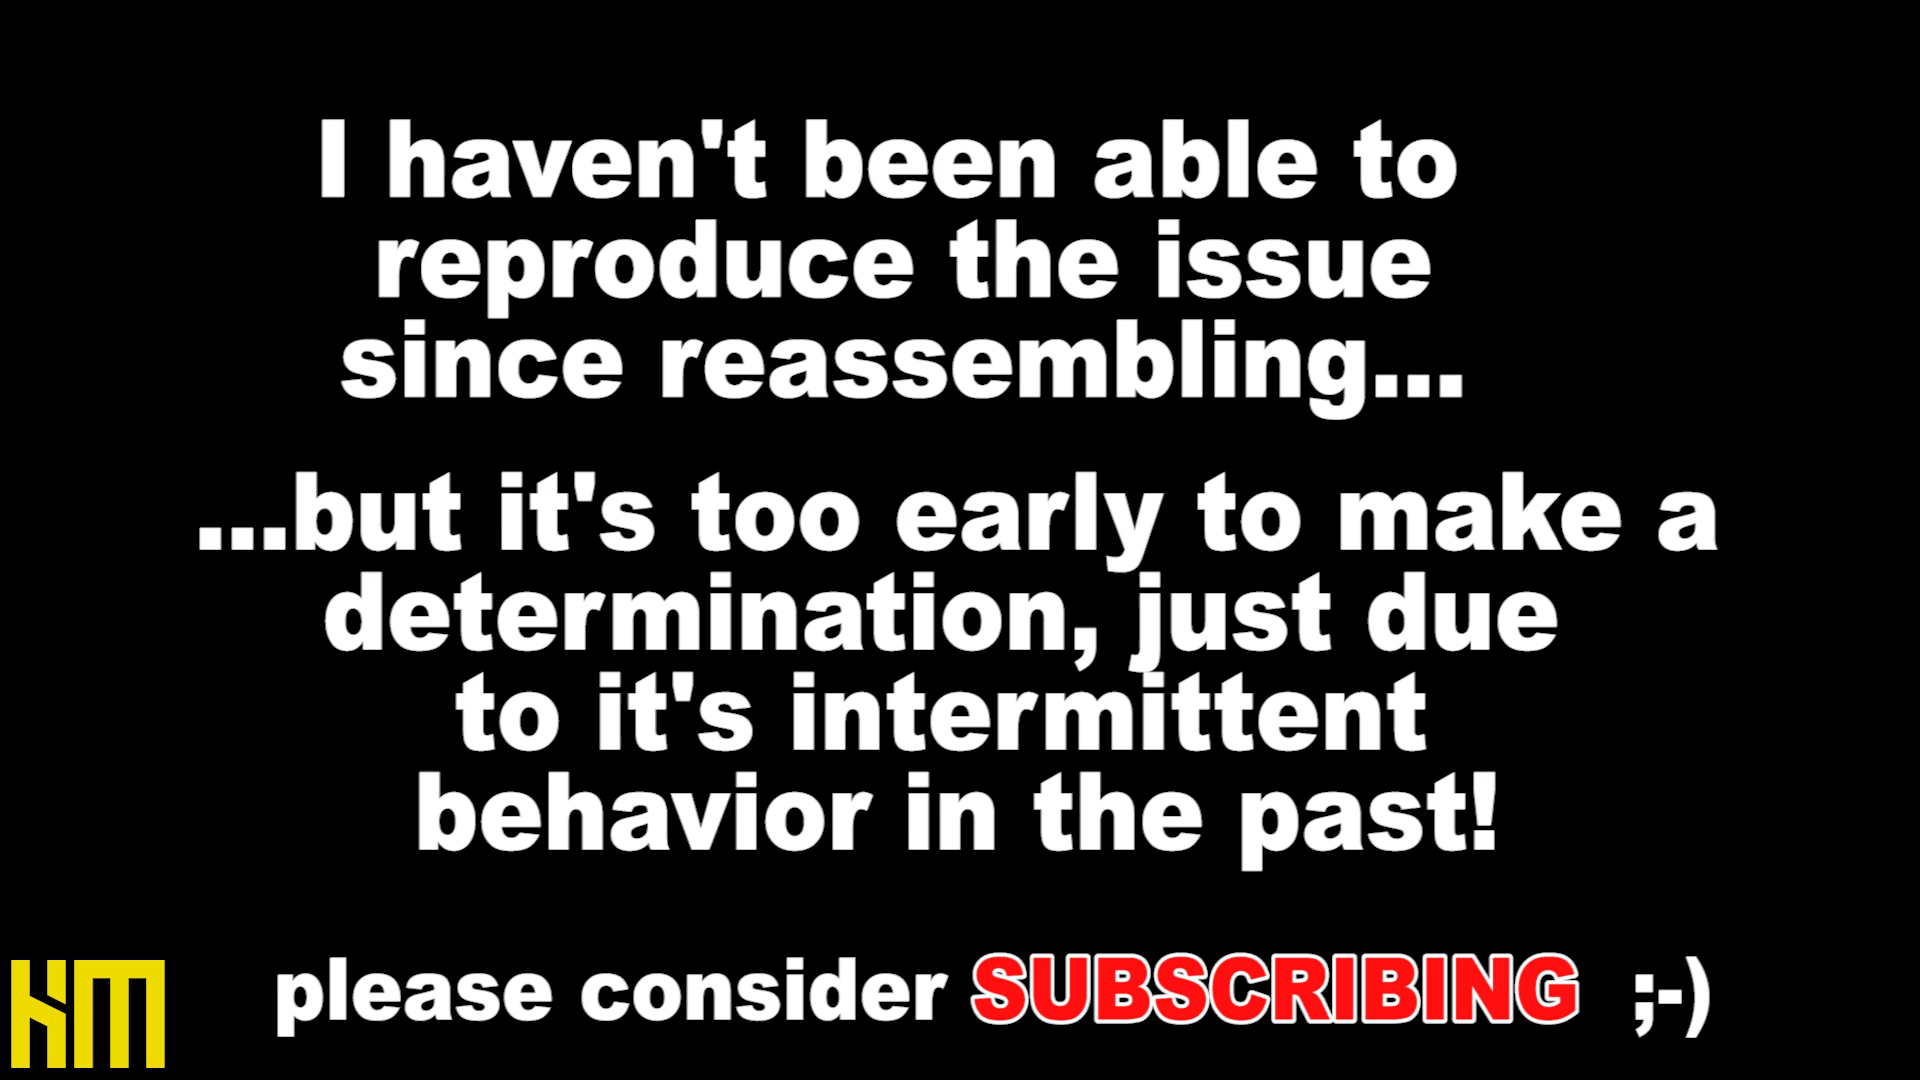 I haven't been able to
reproduce the issue
since reassembling...
...but it's too early to make a
determination, just due
to it's intermittent
behavior in the past!
please consider SUBSCRIBING ;-)
HM